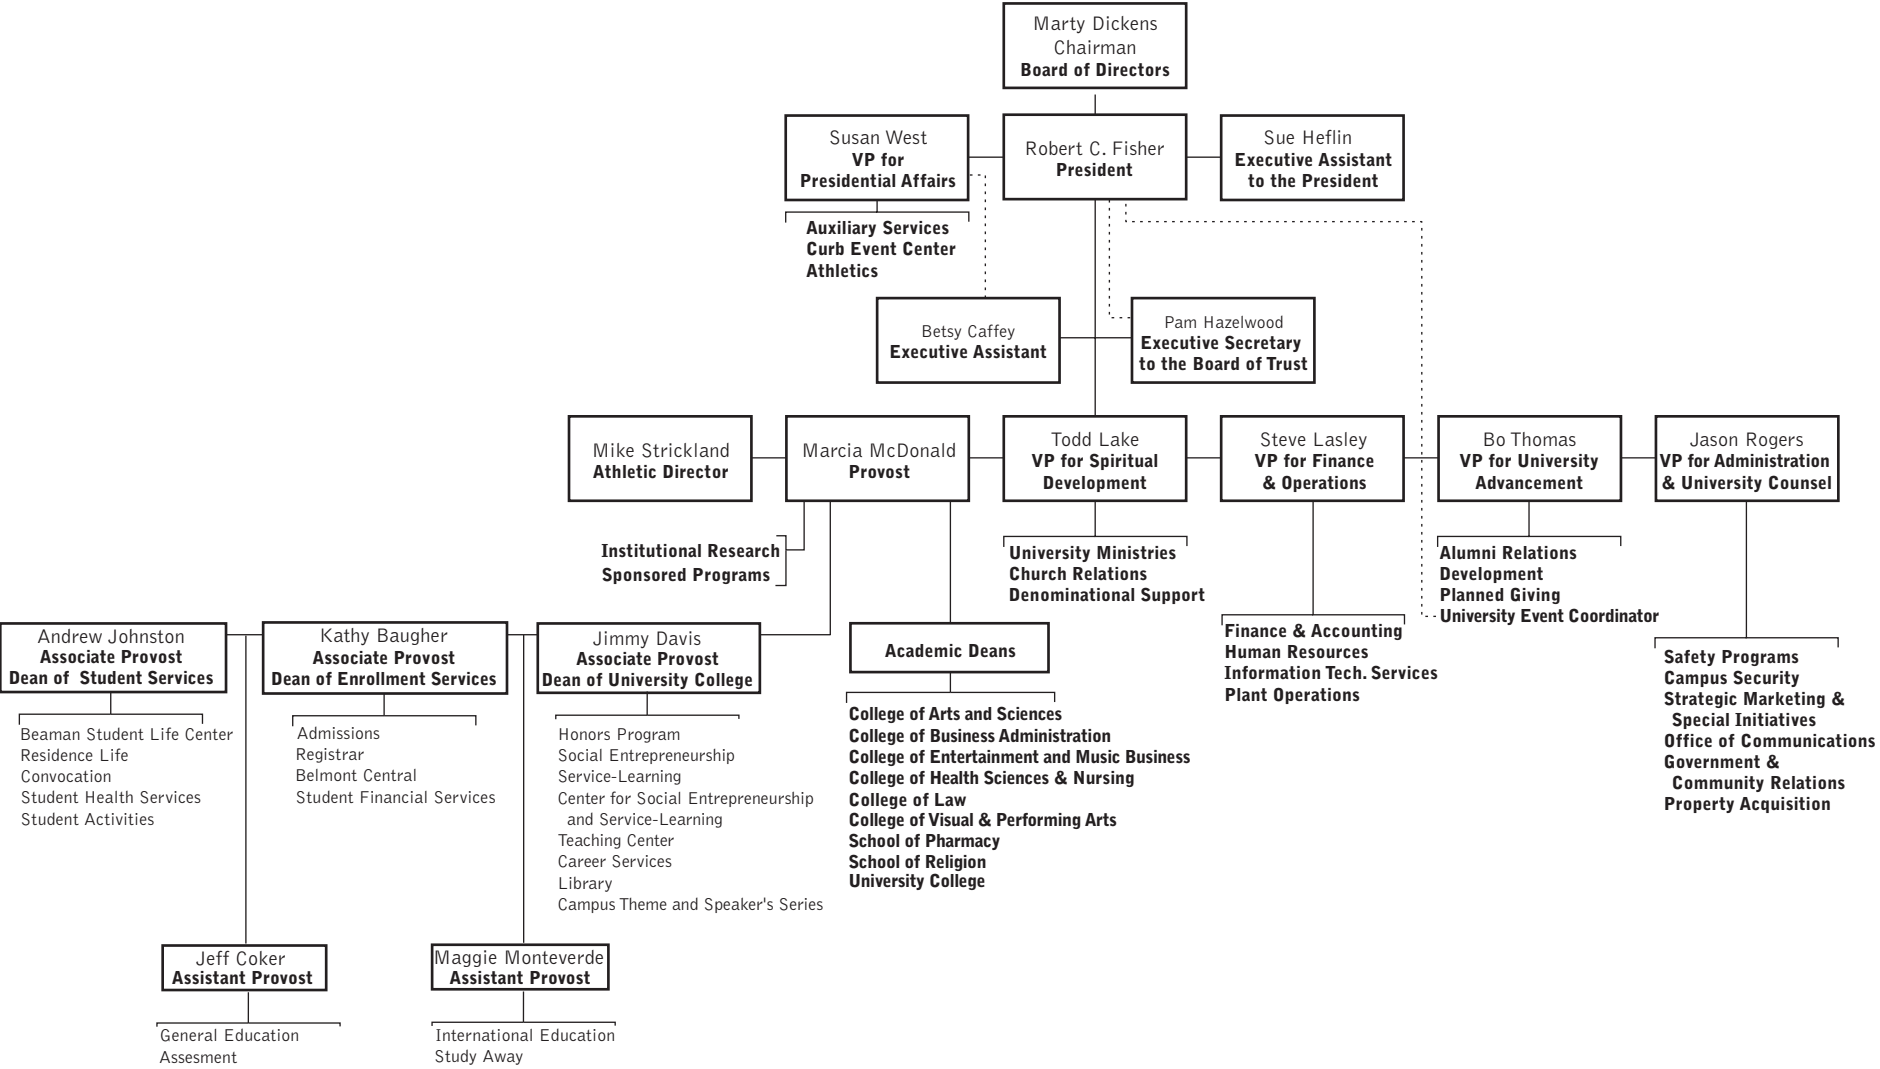 Marty Dickens
Chairman
Board of Directors
Susan West
VP for
Presidential Affairs
Robert C. Fisher
President
Sue Heflin
Executive Assistant
to the President
Auxiliary Services
Curb Event Center
Athletics
Betsy Caffey
Executive Assistant
Pam Hazelwood
Executive Secretary
to the Board of Trust
Mike Strickland
Athletic Director
Marcia McDonald
Provost
Todd Lake
VP for Spiritual
Development
Steve Lasley
VP for Finance
& Operations
Bo Thomas
VP for University
Advancement
Jason Rogers
VP for Administration
& University Counsel
Institutional Research
Sponsored Programs
University Ministries
Church Relations
Denominational Support
Finance & Accounting
Human Resources
Information Tech. Services
Plant Operations
Alumni Relations
Development
Planned Giving
University Event Coordinator
Safety Programs
Campus Security
Strategic Marketing &
Special Initiatives
Office of Communications
Government &
Community Relations
Property Acquisition
Andrew Johnston
Associate Provost
Dean of Student Services
Kathy Baugher
Associate Provost
Dean of Enrollment Services
Jimmy Davis
Associate Provost
Dean of University College
Academic Deans
Beaman Student Life Center
Residence Life
Convocation
Student Health Services
Student Activities
Admissions
Registrar
Belmont Central
Student Financial Services
Honors Program
Social Entrepreneurship
Service-Learning
Center for Social Entrepreneurship
and Service-Learning
Teaching Center
Career Services
Library
Campus Theme and Speaker's Series
College of Arts and Sciences
College of Business Administration
College of Entertainment and Music Business
College of Health Sciences & Nursing
College of Law
College of Visual & Performing Arts
School of Pharmacy
School of Religion
University College
Jeff Coker
Assistant Provost
Maggie Monteverde
Assistant Provost
General Education
Assesment
International Education
Study Away